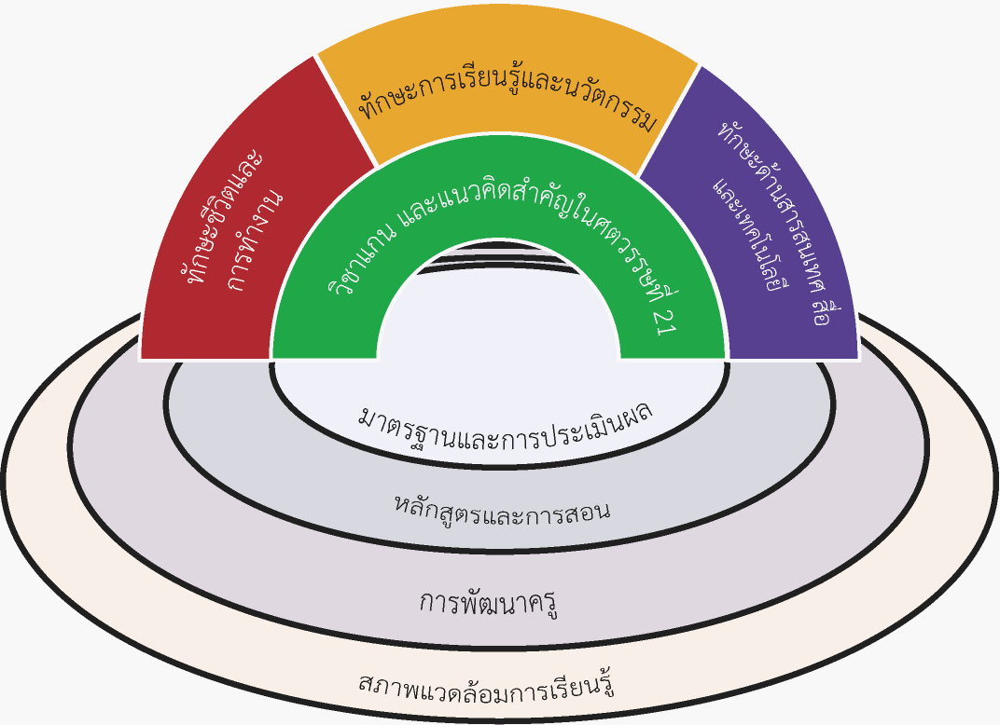 ทักษะการเรียนรู้และนวัตกรรม
ทักษะชีวิตและ
การทำงาน
วิชาแกน และแนวคิดสำคัญในศตวรรษที่ 21
ทักษะด้านสารสนเทศ สื่อ
และเทคโนโลยี
มาตรฐานและการประเมินผล
หลักสูตรและการสอน
การพัฒนาครู
สภาพแวดล้อมการเรียนรู้